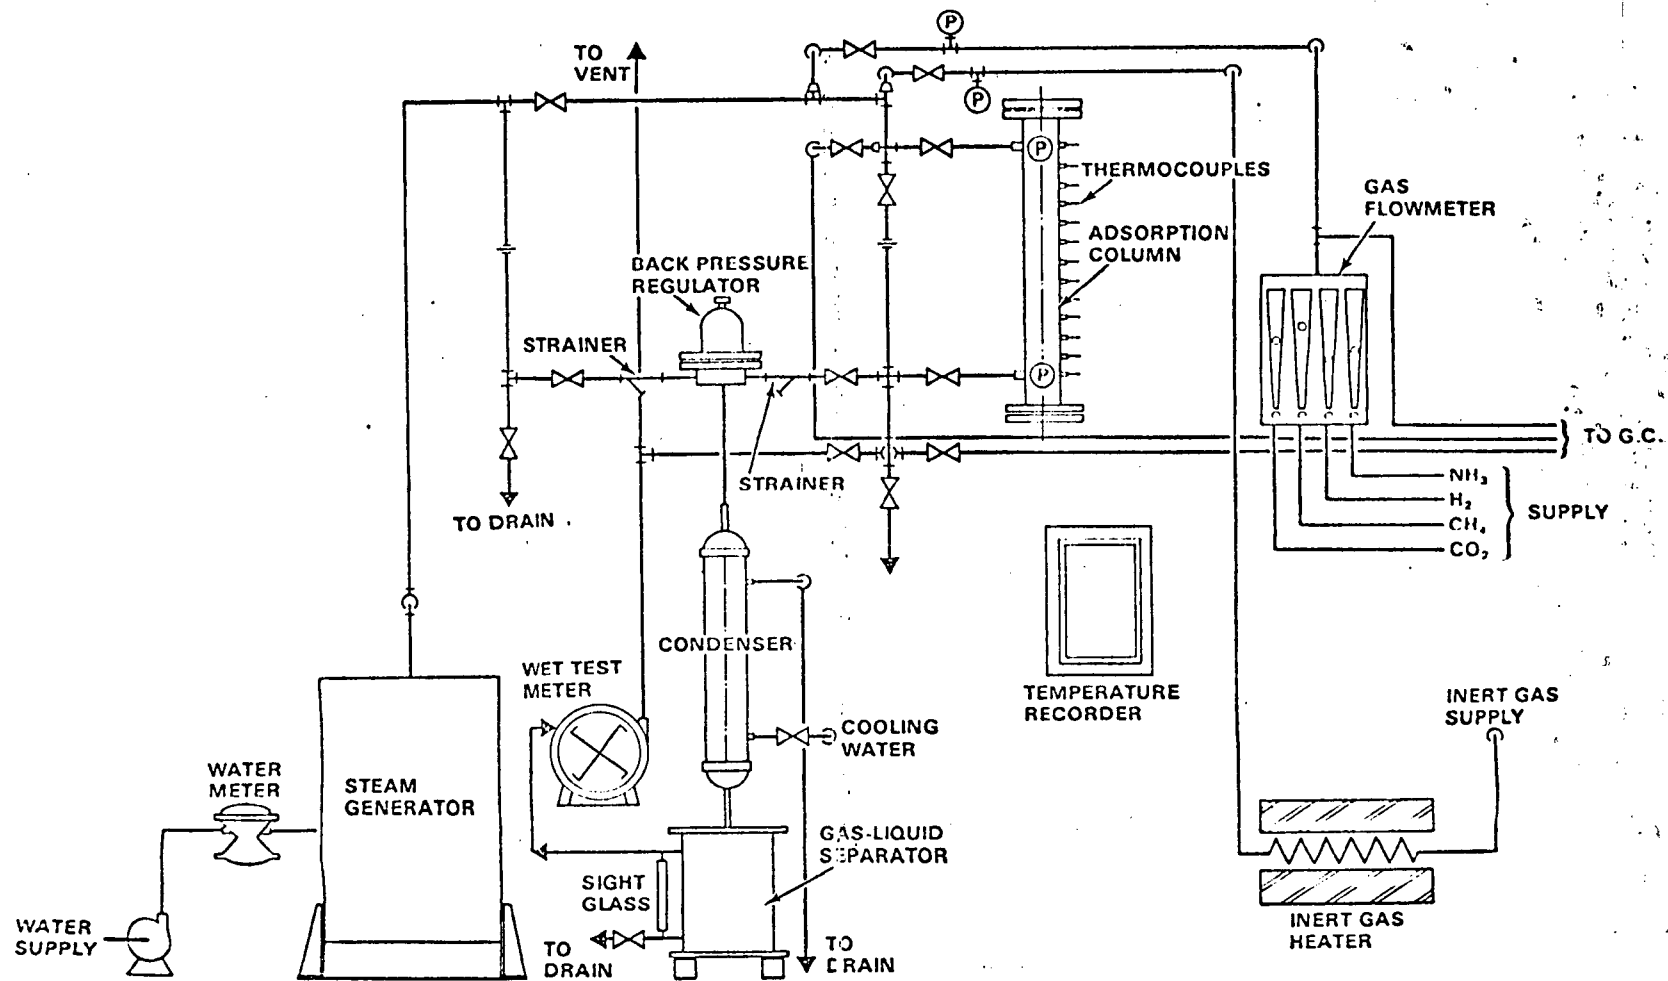 TO
VENT
P
P
P
THERMOCOUPLES
GAS
FLOWMETER
ADSORPTION
COLUMN
BACK PRESSURE
REGULATOR
STRAINER
P
TO G.C.
STRAINER
NH3
H2
CH4
CO2
SUPPLY
TO DRAIN
CONDENSER
WET TEST
METER
TEMPERATURE
RECORDER
INERT GAS
SUPPLY
COOLING
WATER
WATER
METER
STEAM
GENERATOR
GAS-LIQUID
SEPARATOR
SIGHT
GLASS
WATER
SUPPLY
TO
DRAIN
TO
DRAIN
INERT GAS
HEATER